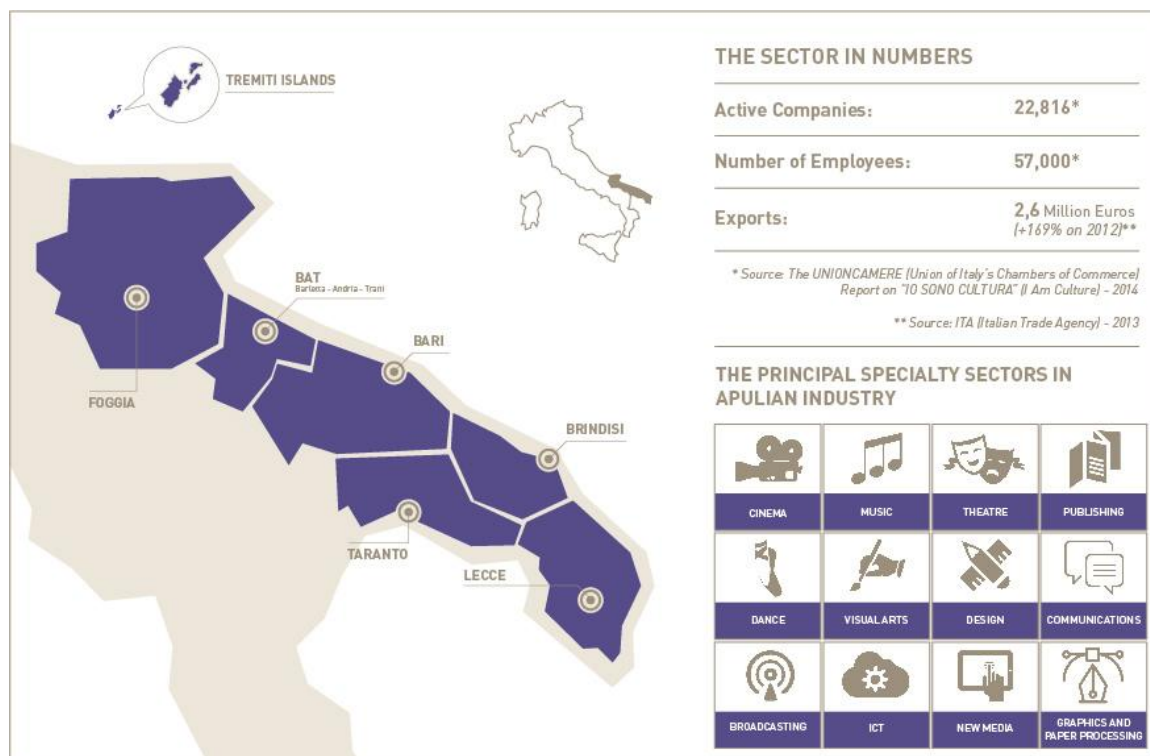 TREMITI ISLANDS
BAT
Barletta - Andria - Trani
BARI
FOGGIA
BRINDISI
TARANTO
LECCE
THE SECTOR IN NUMBERS
Active Companies: 22,816*
Number of Employees: 57,000*
Exports: 2,6 Million Euros
(+169% on 2012)**
* Source: The UNIONCAMERE (Union of Italy's Chambers of Commerce)
Report on "IO SONO CULTURA" (I Am Culture) - 2014
** Source: ITA (Italian Trade Agency) - 2013
THE PRINCIPAL SPECIALTY SECTORS IN
APULIAN INDUSTRY
CINEMA MUSIC THEATRE PUBLISHING
DANCE VISUAL ARTS DESIGN COMMUNICATIONS
BROADCASTING ICT NEW MEDIA GRAPHICS AND
PAPER PROCESSING